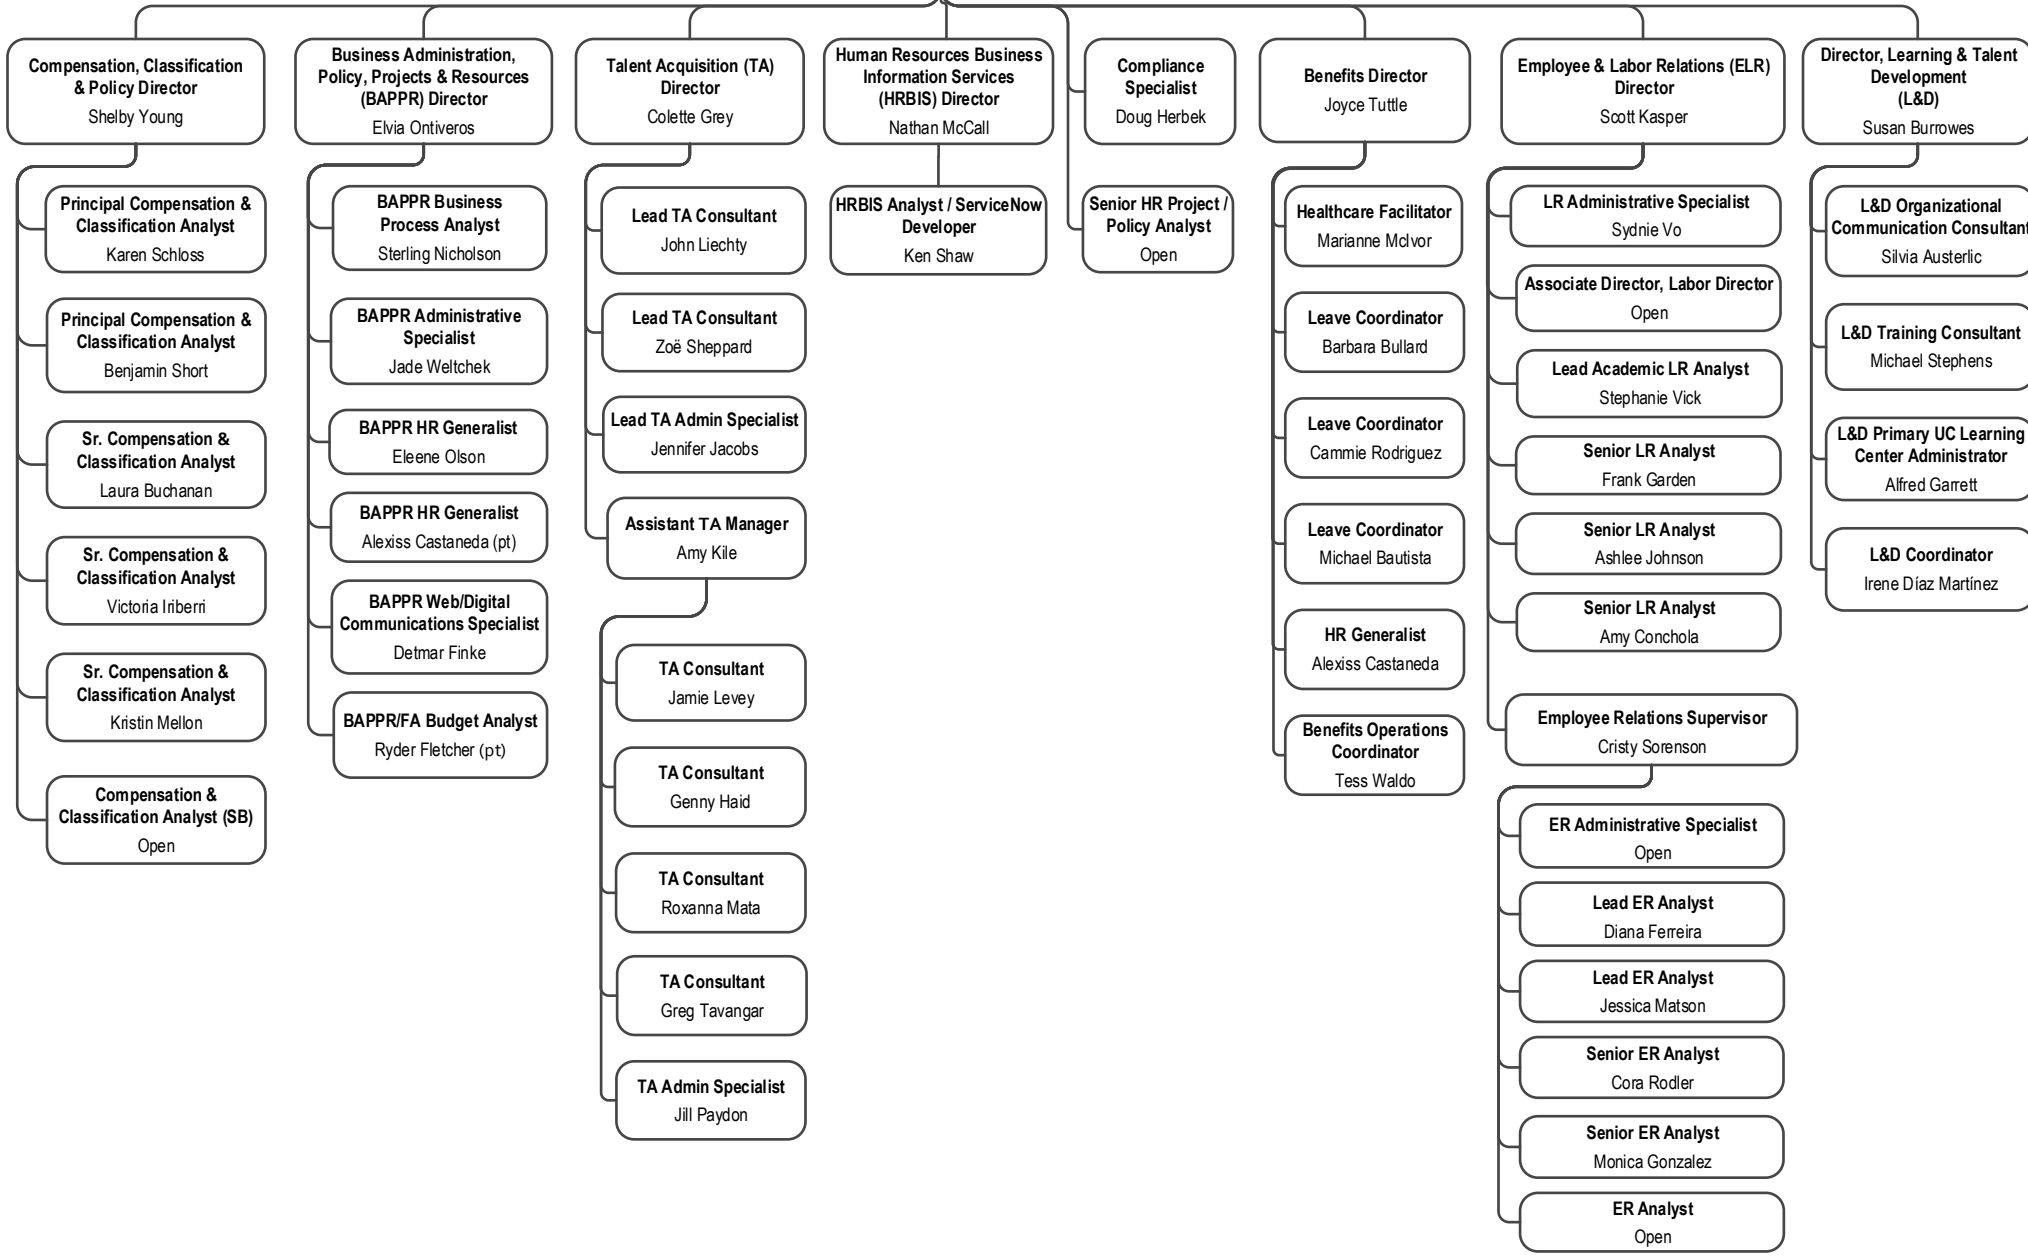 Compensation, Classification
& Policy Director
Shelby Young
Principal Compensation &
Classification Analyst
Karen Schloss
Principal Compensation &
Classification Analyst
Benjamin Short
Sr. Compensation &
Classification Analyst
Laura Buchanan
Sr. Compensation &
Classification Analyst
Victoria Iriberri
Sr. Compensation &
Classification Analyst
Kristin Mellon
Compensation &
Classification Analyst (SB)
Open
Business Administration,
Policy, Projects & Resources
(BAPPR) Director
Elvia Ontiveros
BAPPR Business
Process Analyst
Sterling Nicholson
BAPPR Administrative
Specialist
Jade Weltchek
BAPPR HR Generalist
Eleene Olson
BAPPR HR Generalist
Alexiss Castaneda (pt)
BAPPR Web/Digital
Communications Specialist
Detmar Finke
BAPPR/FA Budget Analyst
Ryder Fletcher (pt)
Talent Acquisition (TA)
Director
Colette Grey
Lead TA Consultant
John Liechty
Lead TA Consultant
Zoë Sheppard
Lead TA Admin Specialist
Jennifer Jacobs
Assistant TA Manager
Amy Kile
TA Consultant
Jamie Levey
TA Consultant
Genny Haid
TA Consultant
Roxanna Mata
TA Consultant
Greg Tavangar
TA Admin Specialist
Jill Paydon
Human Resources Business
Information Services
(HRBIS) Director
Nathan McCall
HRBIS Analyst / ServiceNow
Developer
Ken Shaw
Compliance
Specialist
Doug Herbek
Senior HR Project /
Policy Analyst
Open
Benefits Director
Joyce Tuttle
Healthcare Facilitator
Marianne McIvor
Leave Coordinator
Barbara Bullard
Leave Coordinator
Cammie Rodriguez
Leave Coordinator
Michael Bautista
HR Generalist
Alexiss Castaneda
Benefits Operations
Coordinator
Tess Waldo
Employee & Labor Relations (ELR)
Director
Scott Kasper
LR Administrative Specialist
Sydnie Vo
Associate Director, Labor Director
Open
Lead Academic LR Analyst
Stephanie Vick
Senior LR Analyst
Frank Garden
Senior LR Analyst
Ashlee Johnson
Senior LR Analyst
Amy Conchola
Employee Relations Supervisor
Cristy Sorenson
ER Administrative Specialist
Open
Lead ER Analyst
Diana Ferreira
Lead ER Analyst
Jessica Matson
Senior ER Analyst
Cora Rodler
Senior ER Analyst
Monica Gonzalez
ER Analyst
Open
Director, Learning & Talent
Development
(L&D)
Susan Burrowes
L&D Organizational
Communication Consultant
Silvia Austerlic
L&D Training Consultant
Michael Stephens
L&D Primary UC Learning
Center Administrator
Alfred Garrett
L&D Coordinator
Irene Díaz Martínez